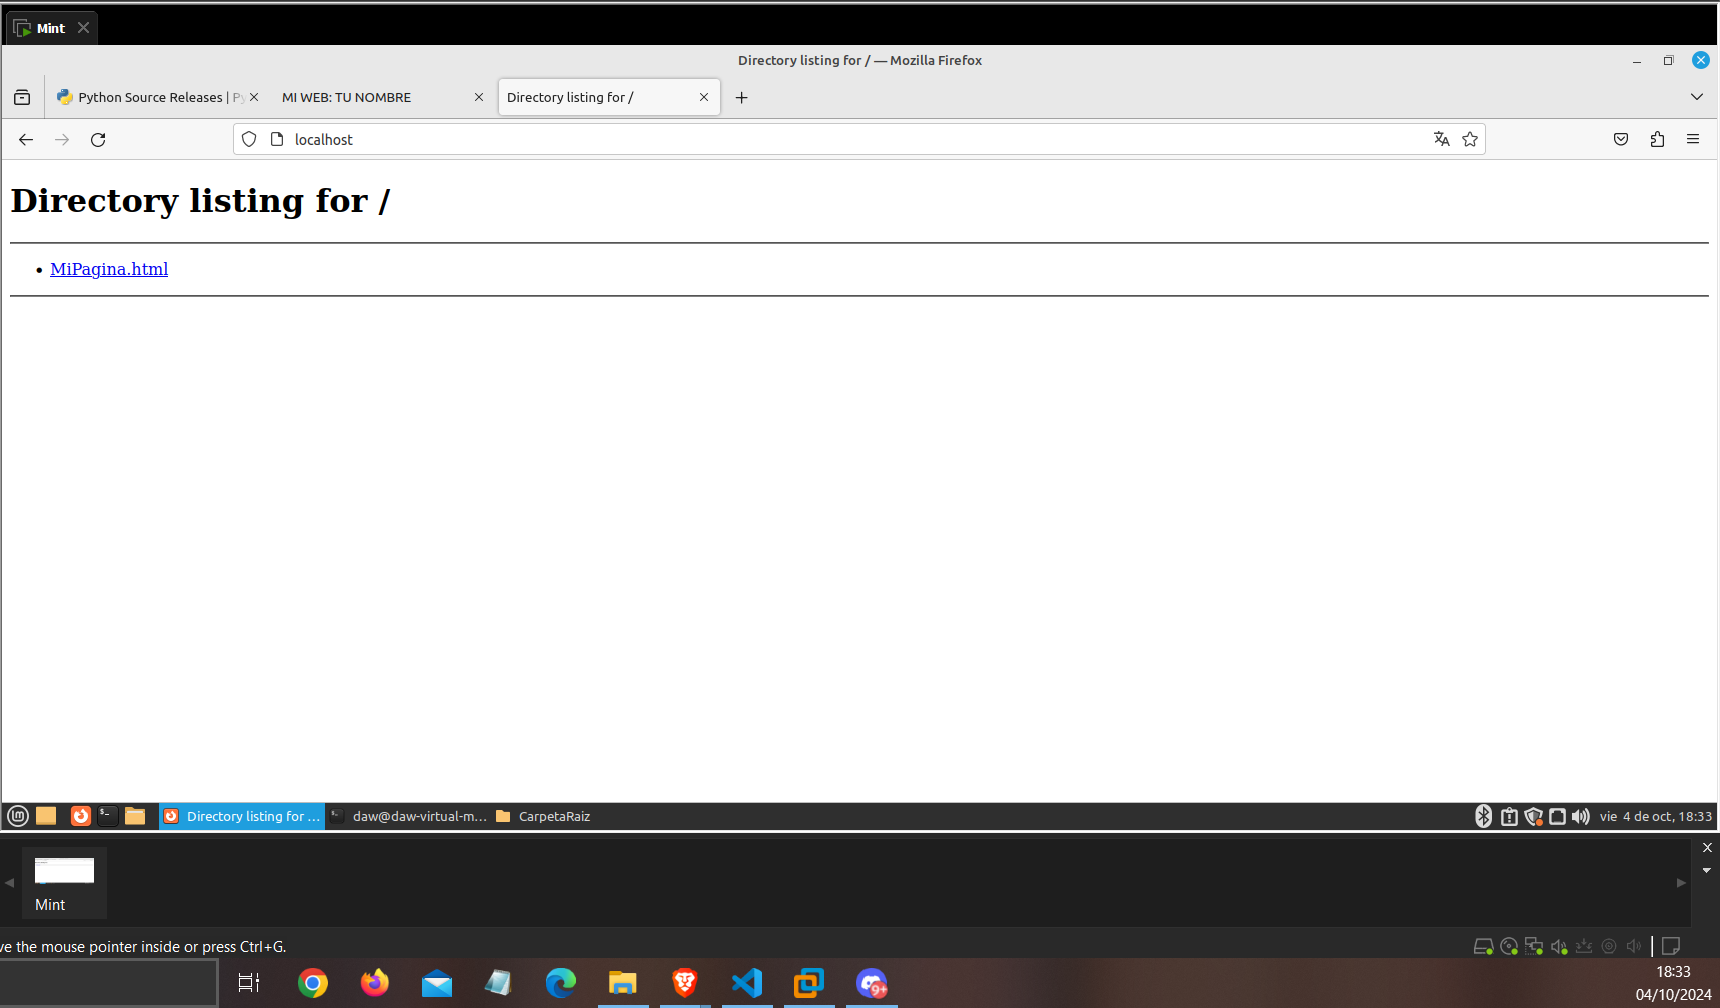 Mint
Directory listing for / — Mozilla Firefox
Python Source Releases | Py
MI WEB: TU NOMBRE
Directory listing for /
localhost
Directory listing for /
MiPagina.html
Directory listing for ...
daw@daw-virtual-m...
CarpetaRaiz
vie 4 de oct, 18:33
Mint
ve the mouse pointer inside or press Ctrl+G.
9+
18:33
04/10/2024